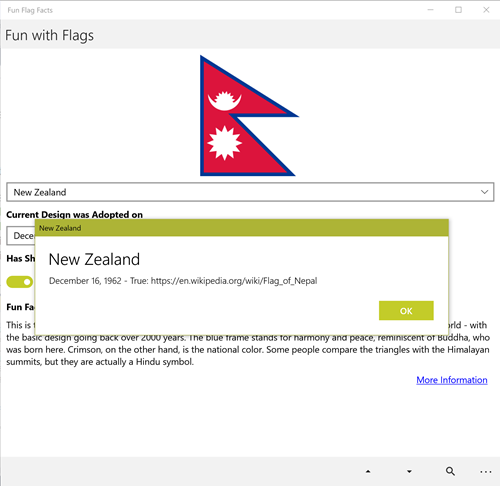 Fun Flag Facts
Fun with Flags
New Zealand
Current Design was Adopted on
Dece
New Zealand
Has Sh
New Zealand
December 16, 1962 - True: https://en.wikipedia.org/wiki/Flag_of_Nepal
OK
Fun Fa
This is t
orld - with
the basic design going back over 2000 years. The blue frame stands for harmony and peace, reminiscent of Buddha, who
was born here. Crimson, on the other hand, is the national color. Some people compare the triangles with the Himalayan
summits, but they are actually a Hindu symbol.
More Information